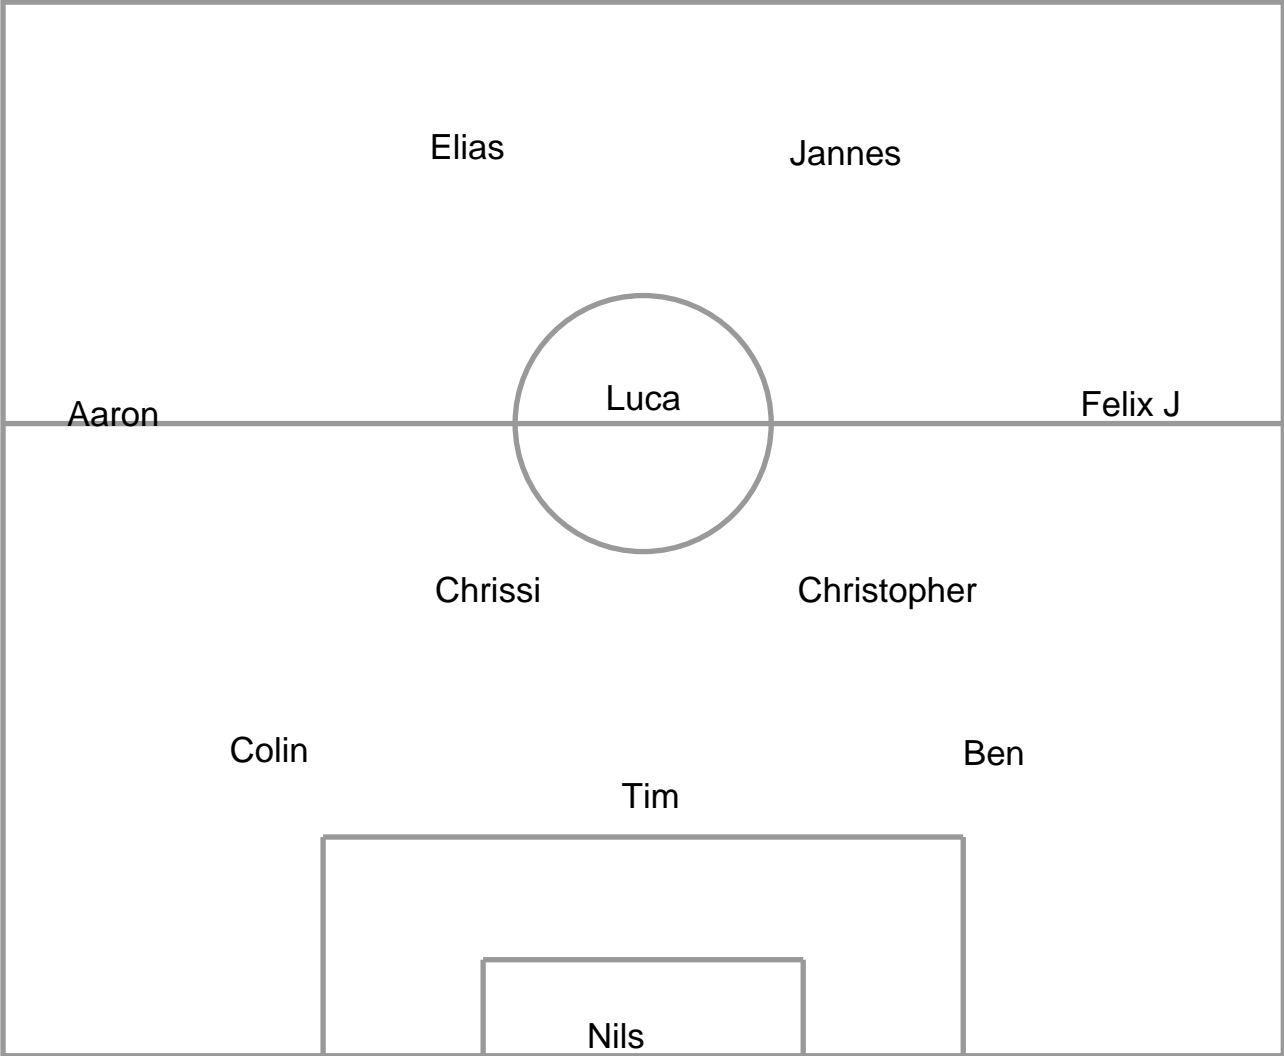 Elias
Jannes
Aaron
Luca
Felix J
Chrissi
Christopher
Colin
Ben
Tim
Nils